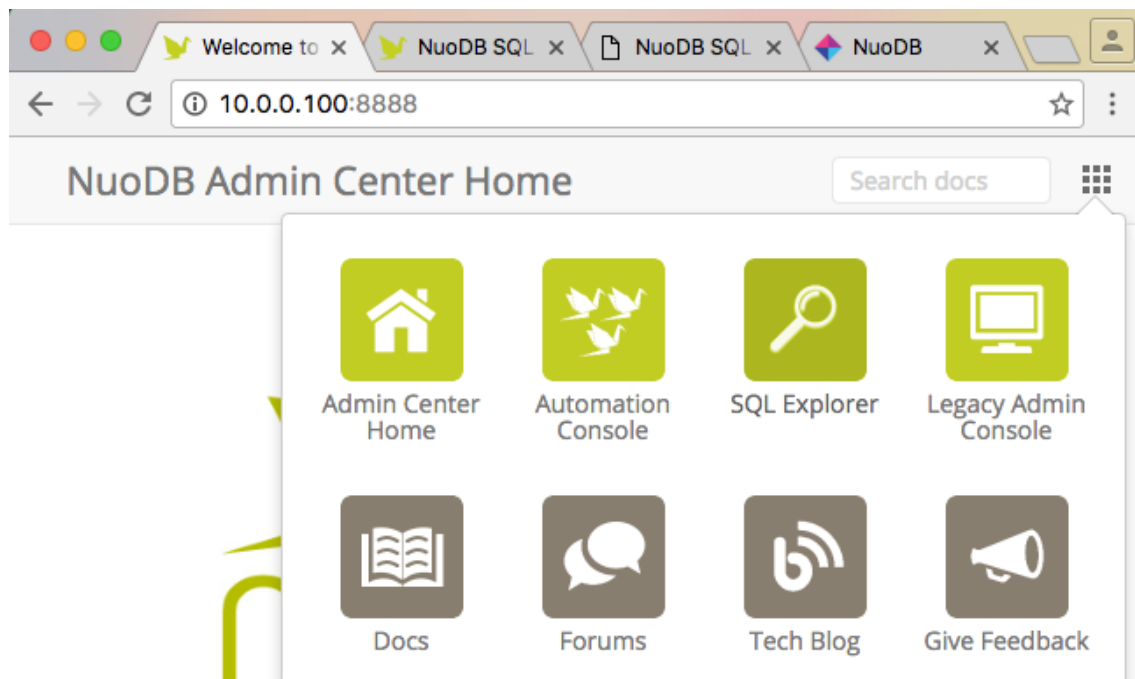 Welcome to
NuoDB SQL
NuoDB SQL
NuoDB
10.0.0.100:8888
NuoDB Admin Center Home
Search docs
Admin Center
Home
Automation
Console
SQL Explorer
Legacy Admin
Console
Docs
Forums
Tech Blog
Give Feedback